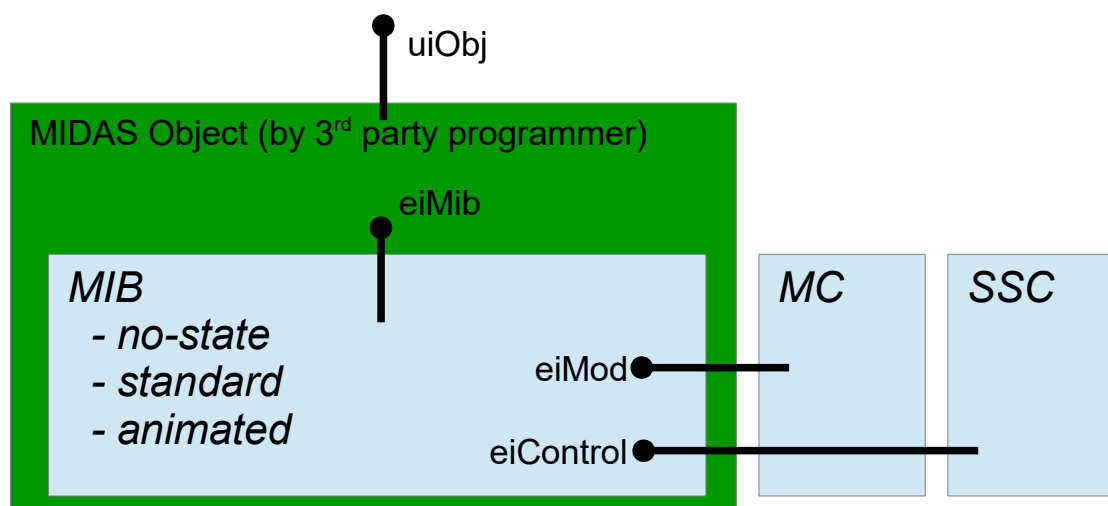 uiObj
MIDAS Object (by 3rd party programmer)
eiMib
MIB
- no-state
- standard
- animated
eiMod
eiControl
MC
SSC